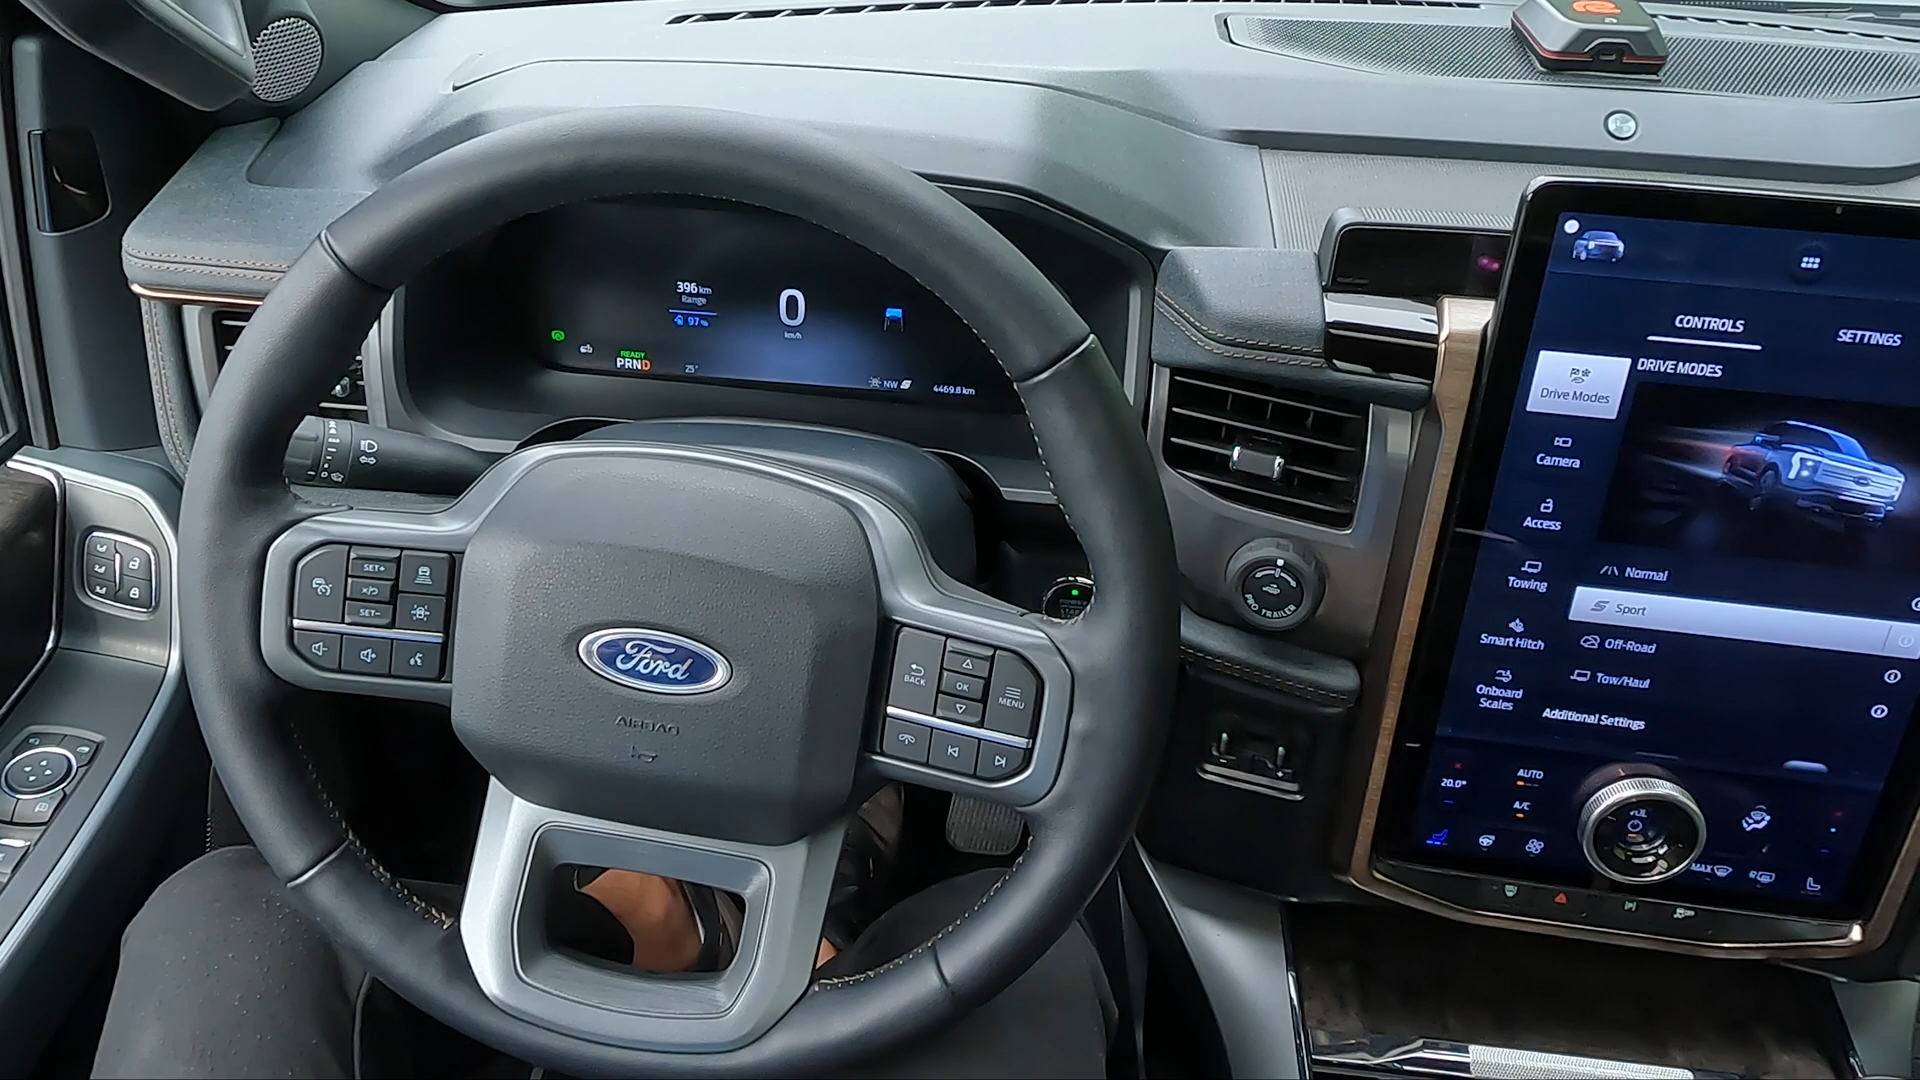 396 km
Range
97 %
0
km/h
READY
PRND
25°
NW
4469.8 km
SET+
SET-
Ford
AIRBAG
BACK
OK
MENU
PRO TRAILER
CONTROLS
SETTINGS
Drive Modes
DRIVE MODES
Camera
Access
Towing
Smart Hitch
Onboard
Scales
Normal
Sport
Off-Road
Tow/Haul
Additional Settings
20.0°
AUTO
A/C
VOL
MAX
R